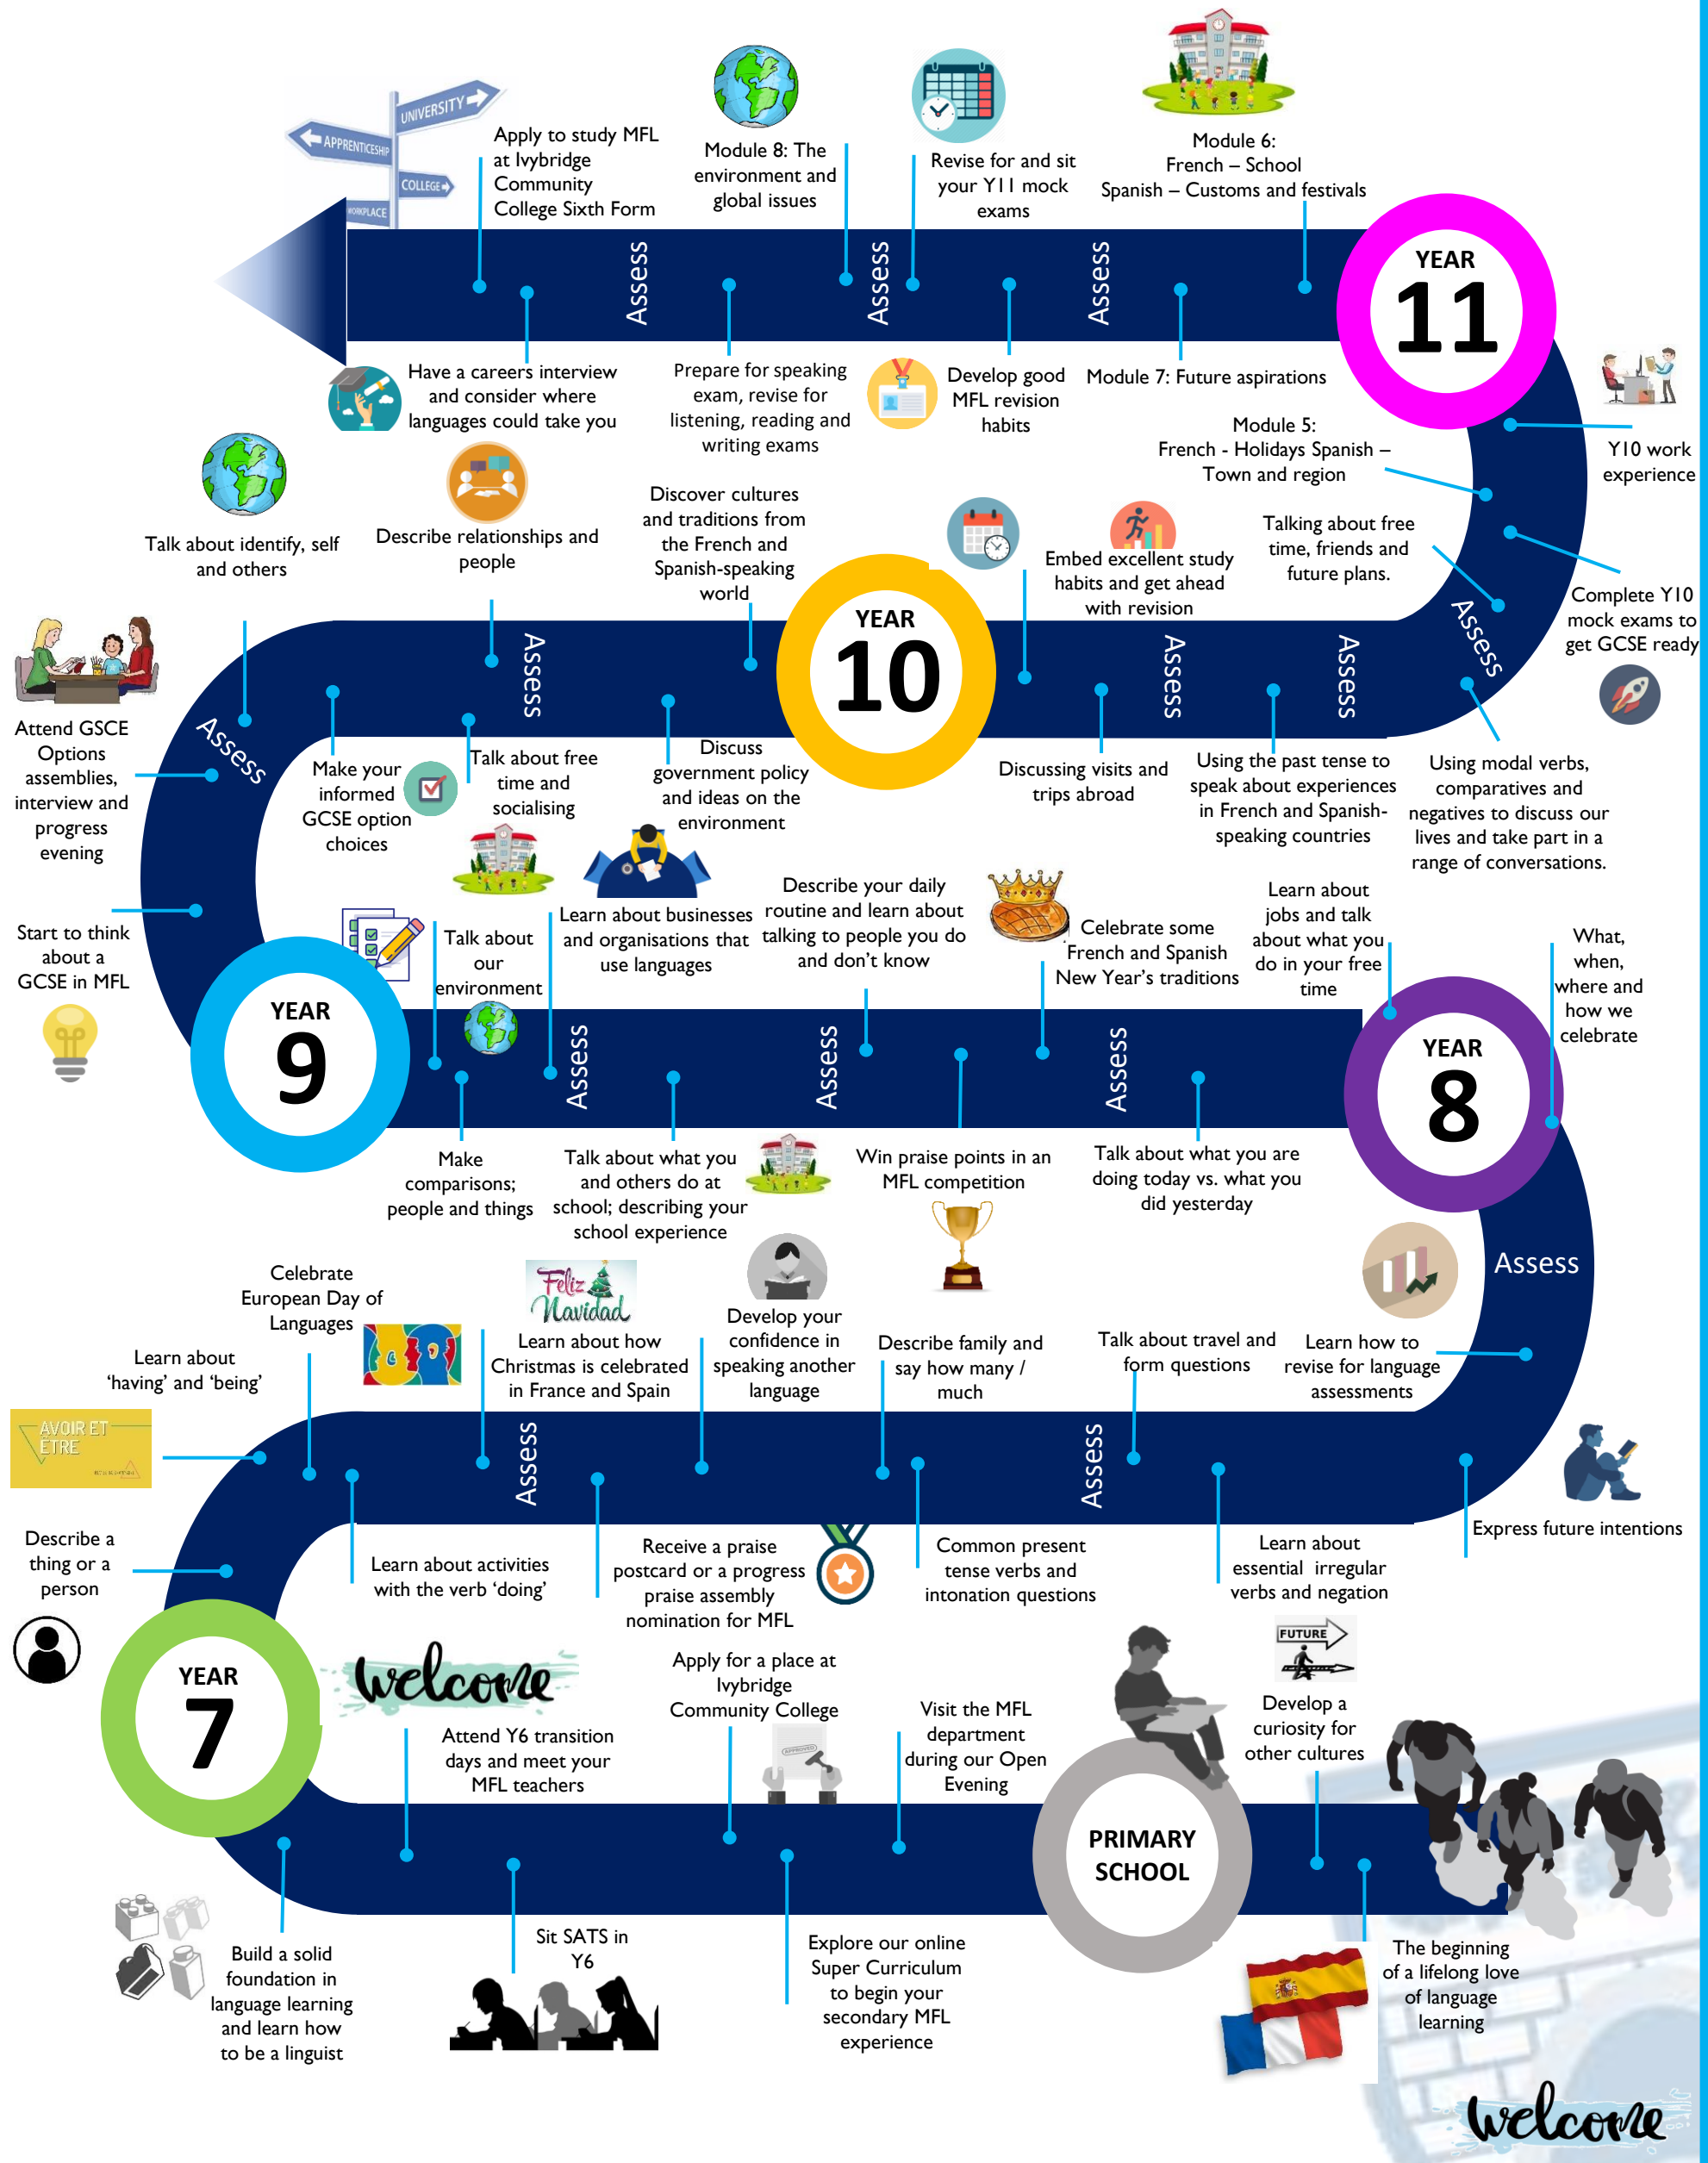 UNIVERSITY
APPRENTICESHIP
COLLEGE
WORKPLACE
Apply to study MFL
at Ivybridge
Community
College Sixth Form
Module 8: The
environment and
global issues
Revise for and sit
your Y11 mock
exams
Module 6:
French – School
Spanish – Customs and festivals
Assess
Assess
Assess
YEAR
11
Have a careers interview
and consider where
languages could take you
Prepare for speaking
exam, revise for
listening, reading and
writing exams
Develop good
MFL revision
habits
Module 7: Future aspirations
Module 5:
French - Holidays Spanish –
Town and region
Y10 work
experience
Talk about identify, self
and others
Describe relationships and
people
Discover cultures
and traditions from
the French and
Spanish-speaking
world
Embed excellent study
habits and get ahead
with revision
Talking about free
time, friends and
future plans.
Complete Y10
mock exams to
get GCSE ready
Assess
Assess
YEAR
10
Assess
Assess
Assess
Attend GSCE
Options
assemblies,
interview and
progress
evening
Make your
informed
GCSE option
choices
Talk about free
time and
socialising
Discuss
government policy
and ideas on the
environment
Discussing visits and
trips abroad
Using the past tense to
speak about experiences
in French and Spanish-
speaking countries
Using modal verbs,
comparatives and
negatives to discuss our
lives and take part in a
range of conversations.
Start to think
about a
GCSE in MFL
Talk about
our
environment
Learn about businesses
and organisations that
use languages
Describe your daily
routine and learn about
talking to people you do
and don't know
Celebrate some
French and Spanish
New Year's traditions
Learn about
jobs and talk
about what you
do in your free
time
What,
when,
where and
how we
celebrate
YEAR
9
Assess
Assess
Assess
YEAR
8
Make
comparisons;
people and things
Talk about what you
and others do at
school; describing your
school experience
Win praise points in an
MFL competition
Talk about what you are
doing today vs. what you
did yesterday
Assess
Celebrate
European Day of
Languages
Learn about
‘having’ and ‘being’
Feliz
Navidad
Learn about how
Christmas is celebrated
in France and Spain
Develop your
confidence in
speaking another
language
Describe family and
say how many /
much
Talk about travel and
form questions
Learn how to
revise for language
assessments
AVOIR ET
ÊTRE
Assess
Assess
Describe a
thing or a
person
Learn about activities
with the verb ‘doing’
Receive a praise
postcard or a progress
praise assembly
nomination for MFL
Common present
tense verbs and
intonation questions
Learn about
essential irregular
verbs and negation
Express future intentions
YEAR
7
welcome
Attend Y6 transition
days and meet your
MFL teachers
Apply for a place at
Ivybridge
Community College
APPROVED
Visit the MFL
department
during our Open
Evening
FUTURE
Develop a
curiosity for
other cultures
PRIMARY
SCHOOL
Build a solid
foundation in
language learning
and learn how
to be a linguist
Sit SATS in
Y6
Explore our online
Super Curriculum
to begin your
secondary MFL
experience
The beginning
of a lifelong love
of language
learning
welcome